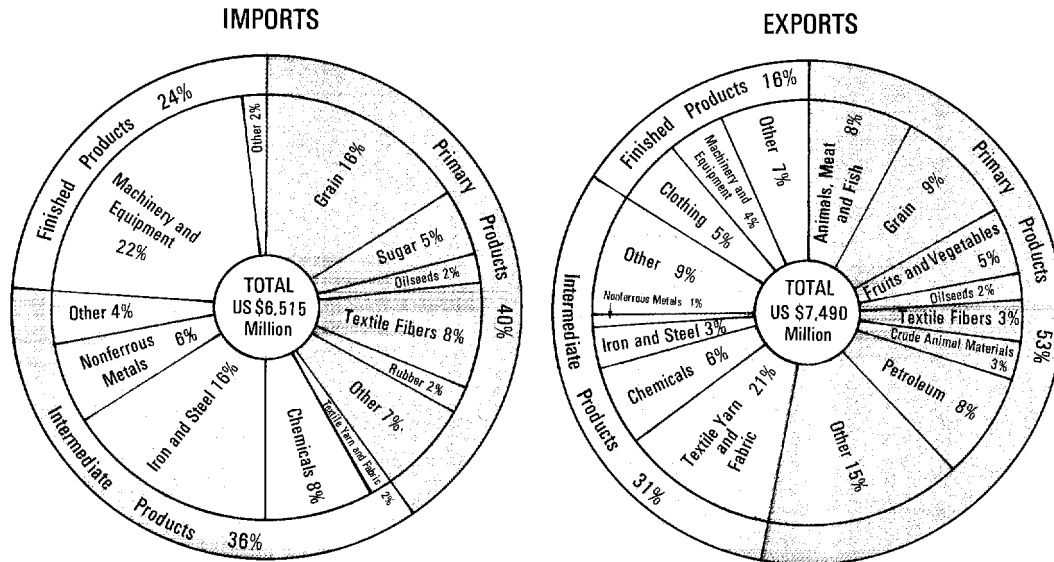 IMPORTS
Finished Products 24%
Primary Products 40%
Intermediate Products 36%
Other 2%
Grain 16%
Sugar 5%
Oilseeds 2%
Textile Fibers 8%
Rubber 2%
Other 7%
Textile Yarn and Fabric 2%
Chemicals 8%
Iron and Steel 16%
Nonferrous
Metals 6%
Other 4%
Machinery and
Equipment
22%
TOTAL
US $6,515
Million
EXPORTS
Finished Products 16%
Primary Products 53%
Intermediate Products 31%
Animals, Meat
and Fish
8%
Grain 9%
Fruits and Vegetables
5%
Oilseeds 2%
Textile Fibers 3%
Crude Animal Materials
3%
Petroleum 8%
Other 15%
Textile Yarn
and
Fabric
21%
Chemicals 6%
Iron and Steel 3%
Nonferrous Metals 1%
Other 9%
Clothing 5%
Machinery and
Equipment 4%
Other 7%
TOTAL
US $7,490
Million